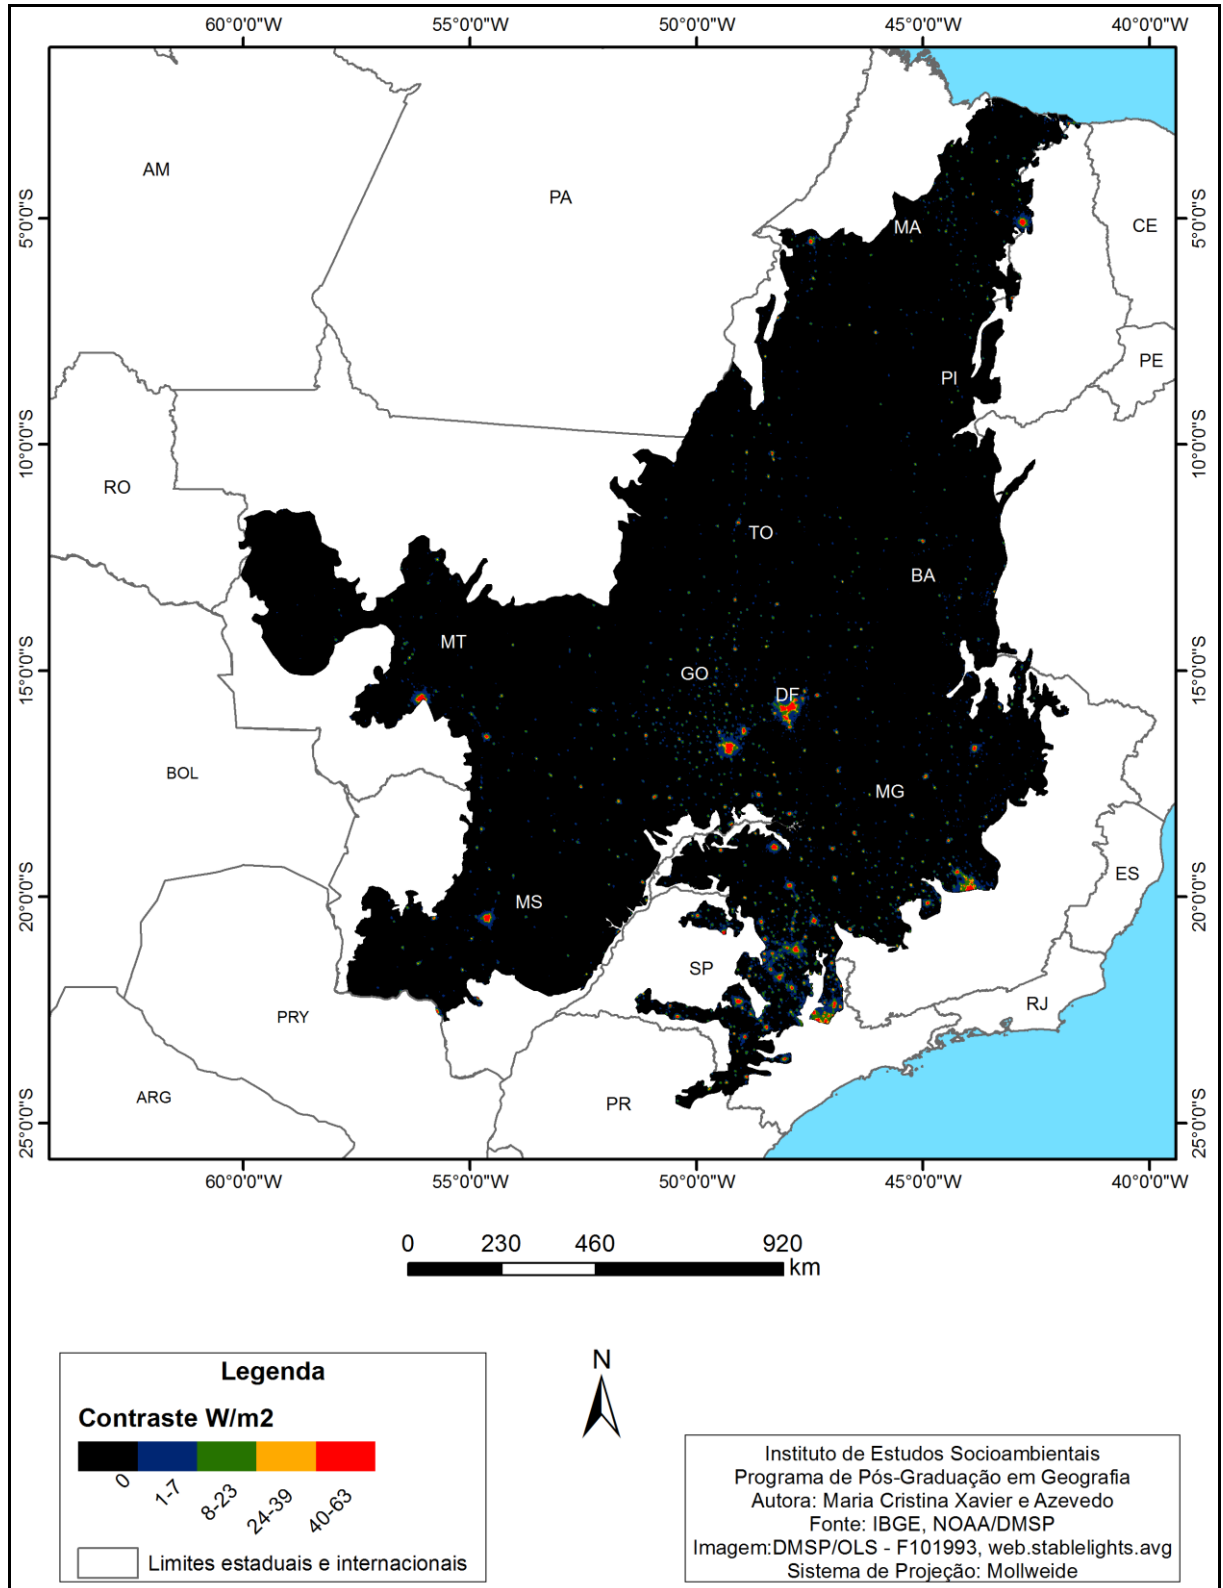 60°0'0"W 55°0'0"W 50°0'0"W 45°0'0"W 40°0'0"W
AM
PA
MA
CE
5°0'0"S 5°0'0"S
PI
PE
10°0'0"S 10°0'0"S
RO
TO
BA
MT
GO
DF
15°0'0"S 15°0'0"S
BOL
MG
MS
ES
20°0'0"S 20°0'0"S
SP
RJ
PRY
ARG
PR
25°0'0"S 25°0'0"S
60°0'0"W 55°0'0"W 50°0'0"W 45°0'0"W 40°0'0"W
0 230 460 920
km
N
Legenda
Contraste W/m2
0 1-7 8-23 24-39 40-63
Limites estaduais e internacionais
Instituto de Estudos Socioambientais
Programa de Pós-Graduação em Geografia
Autora: Maria Cristina Xavier e Azevedo
Fonte: IBGE, NOAA/DMSP
Imagem:DMSP/OLS - F101993, web.stablelights.avg
Sistema de Projeção: Mollweide